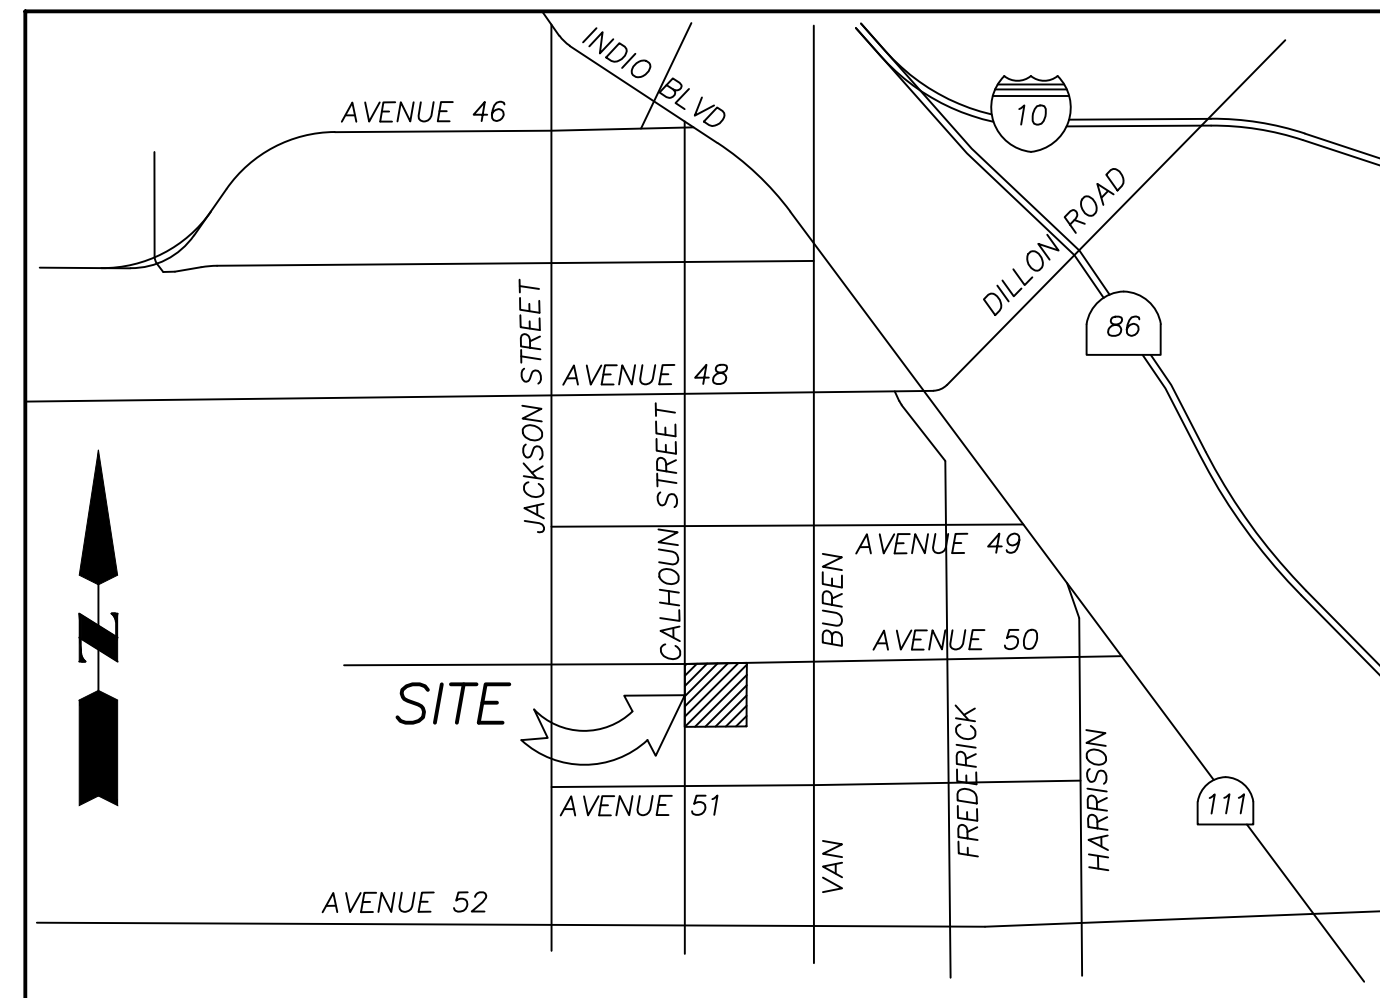 INDIO BLVD
AVENUE 46
10
DILLON ROAD
86
JACKSON STREET
AVENUE 48
CALHOUN STREET
AVENUE 49
VAN BUREN
AVENUE 50
N
SITE
FREDERICK
HARRISON
111
AVENUE 51
AVENUE 52